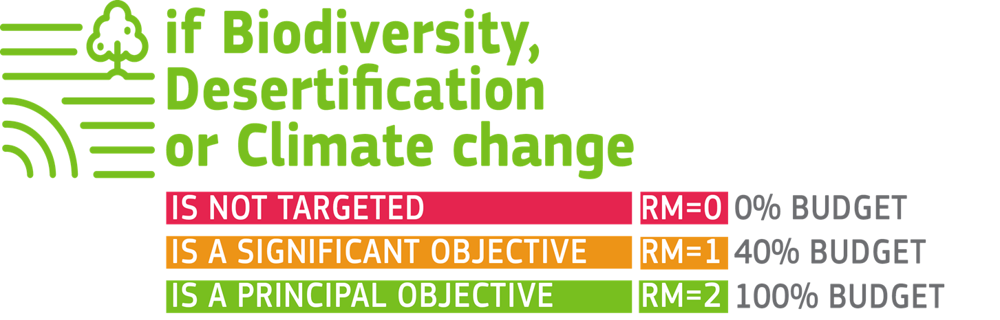 if Biodiversity,
Desertification
or Climate change
IS NOT TARGETED RM=0 0% BUDGET
IS A SIGNIFICANT OBJECTIVE RM=1 40% BUDGET
IS A PRINCIPAL OBJECTIVE RM=2 100% BUDGET